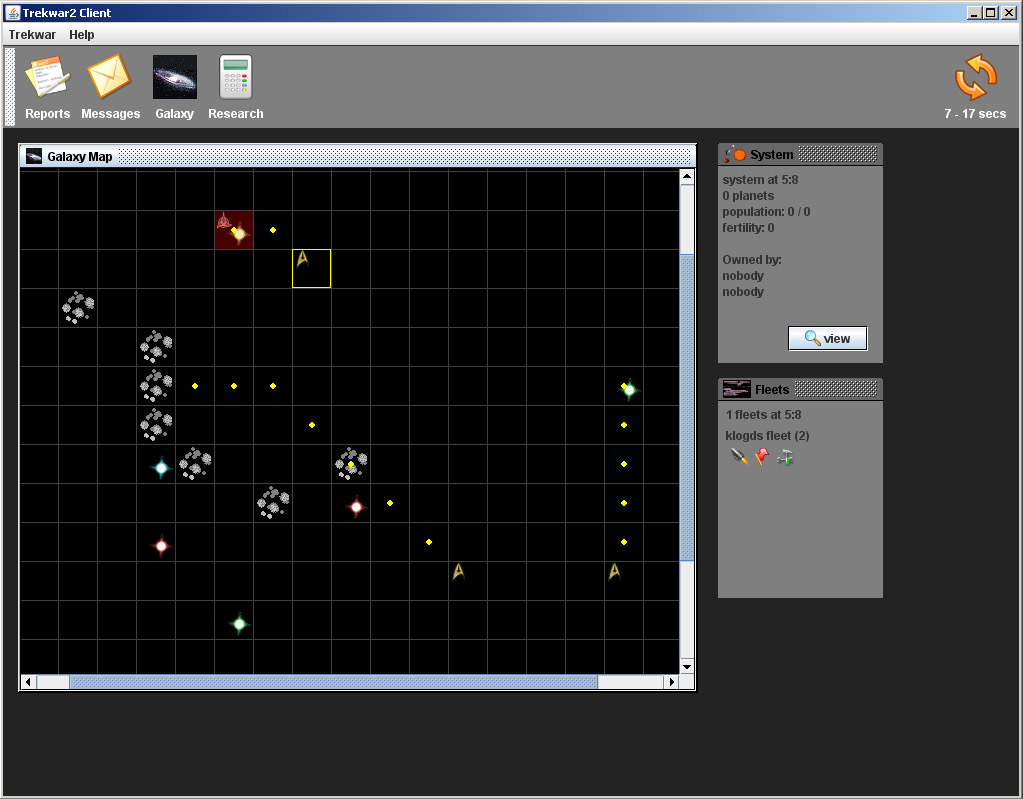 Trekwar2 Client
Trekwar Help
Reports Messages Galaxy Research 7 - 17 secs
Galaxy Map
System
system at 5:8
0 planets
population: 0 / 0
fertility: 0
Owned by:
nobody
nobody
view
Fleets
1 fleets at 5:8
klogds fleet (2)